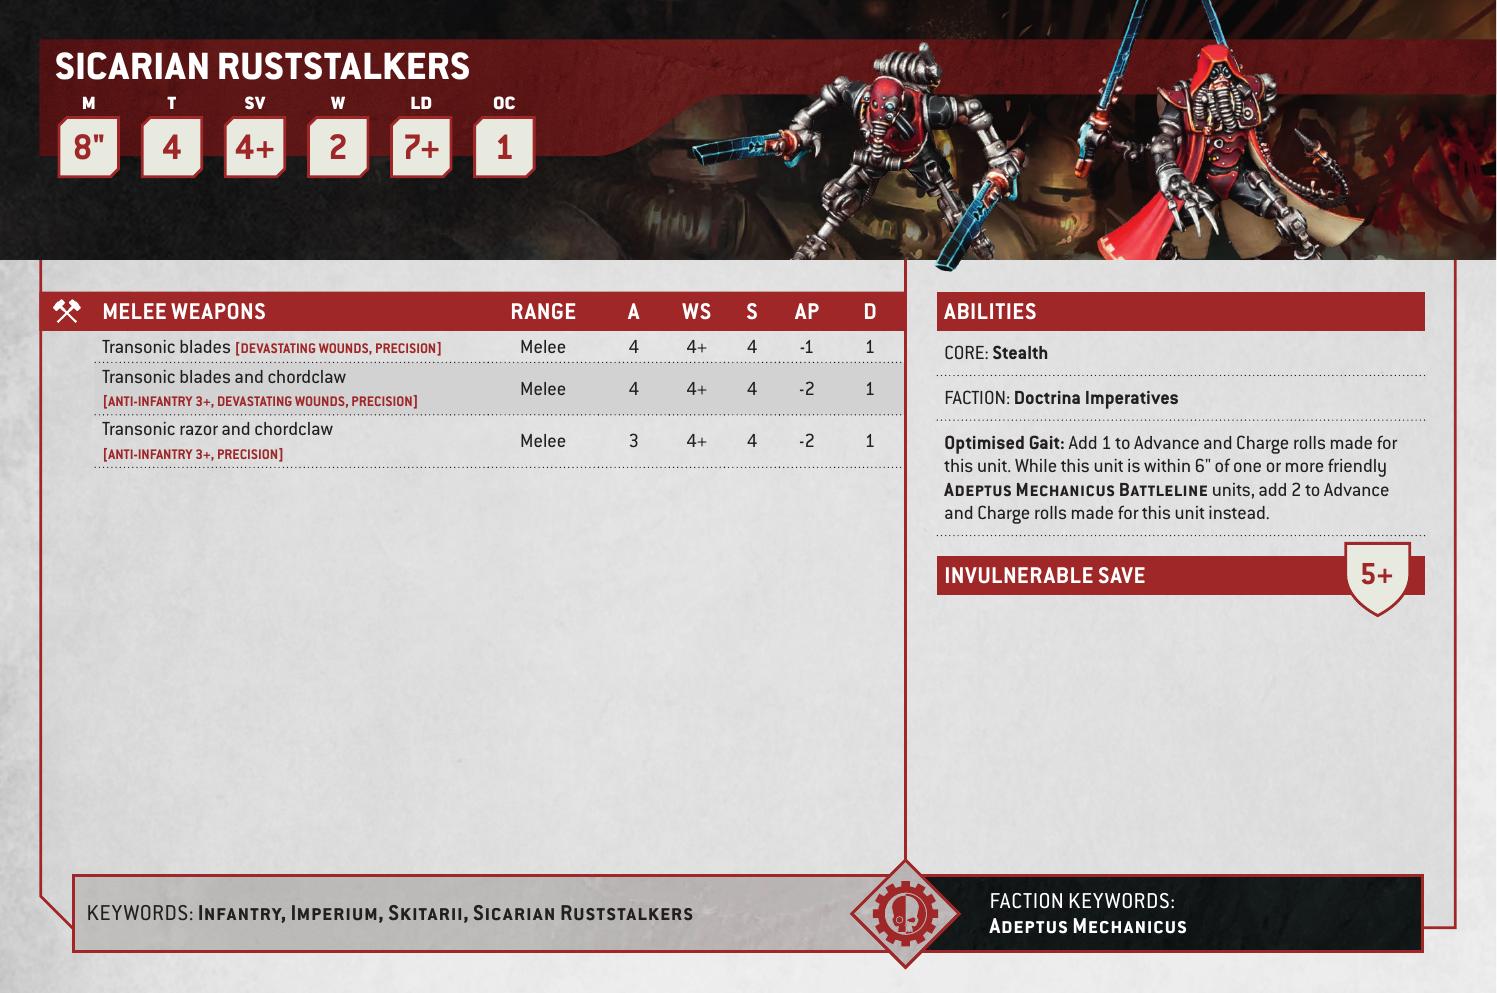 SICARIAN RUSTSTALKERS
M T SV W LD OC
8" 4 4+ 2 7+ 1
MELEE WEAPONS RANGE A WS S AP D
Transonic blades [DEVASTATING WOUNDS, PRECISION] Melee 4 4+ 4 -1 1
Transonic blades and chordclaw
[ANTI-INFANTRY 3+, DEVASTATING WOUNDS, PRECISION] Melee 4 4+ 4 -2 1
Transonic razor and chordclaw
[ANTI-INFANTRY 3+, PRECISION] Melee 3 4+ 4 -2 1
ABILITIES
CORE: Stealth
FACTION: Doctrina Imperatives
Optimised Gait: Add 1 to Advance and Charge rolls made for
this unit. While this unit is within 6" of one or more friendly
ADEPTUS MECHANICUS BATTLELINE units, add 2 to Advance
and Charge rolls made for this unit instead.
INVULNERABLE SAVE 5+
KEYWORDS: INFANTRY, IMPERIUM, SKITARII, SICARIAN RUSTSTALKERS
FACTION KEYWORDS:
ADEPTUS MECHANICUS